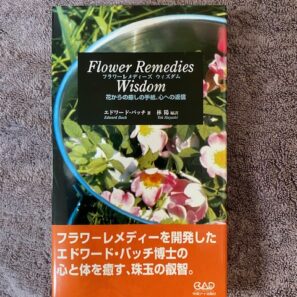 Flower Remedies
フラワーレメディーズ ウィズダム
Wisdom
花からの癒しの手紙、心への返信
エドワード・バッチ 著 林 陽 編訳
Edward Bach Yoh Hayashi
フラワーレメディーを開発した
エドワード・バッチ博士の
心と体を癒す、珠玉の叡智。